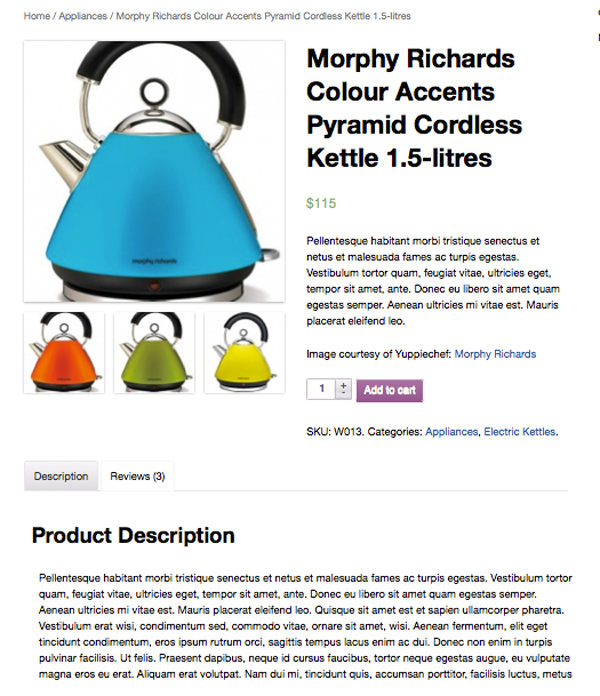 Home / Appliances / Morphy Richards Colour Accents Pyramid Cordless Kettle 1.5-litres
Morphy Richards
Colour Accents
Pyramid Cordless
Kettle 1.5-litres
$115
Pellentesque habitant morbi tristique senectus et
netus et malesuada fames ac turpis egestas.
Vestibulum tortor quam, feugiat vitae, ultricies eget,
tempor sit amet, ante. Donec eu libero sit amet quam
egestas semper. Aenean ultricies mi vitae est. Mauris
placerat eleifend leo.
Image courtesy of Yuppiechef: Morphy Richards
1 + - Add to cart
SKU: W013. Categories: Appliances, Electric Kettles.
morphy richards
Description Reviews (3)
Product Description
Pellentesque habitant morbi tristique senectus et netus et malesuada fames ac turpis egestas. Vestibulum tortor
quam, feugiat vitae, ultricies eget, tempor sit amet, ante. Donec eu libero sit amet quam egestas semper.
Aenean ultricies mi vitae est. Mauris placerat eleifend leo. Quisque sit amet est et sapien ullamcorper pharetra.
Vestibulum erat wisi, condimentum sed, commodo vitae, ornare sit amet, wisi. Aenean fermentum, elit eget
tincidunt condimentum, eros ipsum rutrum orci, sagittis tempus lacus enim ac dui. Donec non enim in turpis
pulvinar facilisis. Ut felis. Praesent dapibus, neque id cursus faucibus, tortor neque egestas augue, eu vulputate
magna eros eu erat. Aliquam erat volutpat. Nam dui mi, tincidunt quis, accumsan porttitor, facilisis luctus, metus